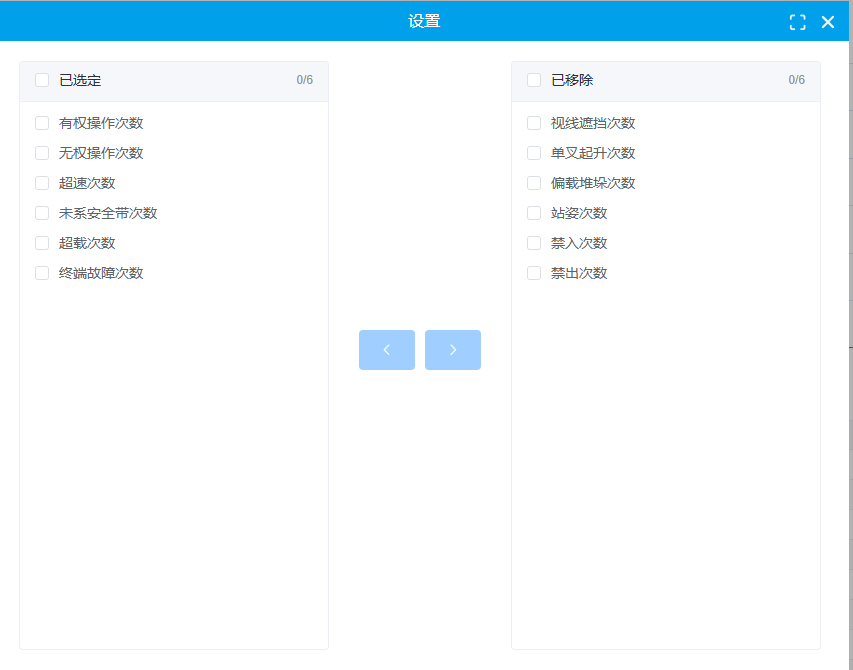 设置
已选定 0/6
有权操作次数
无权操作次数
超速次数
未系安全带次数
超载次数
终端故障次数
已移除 0/6
视线遮挡次数
单叉起升次数
偏载堆垛次数
站姿次数
禁入次数
禁出次数